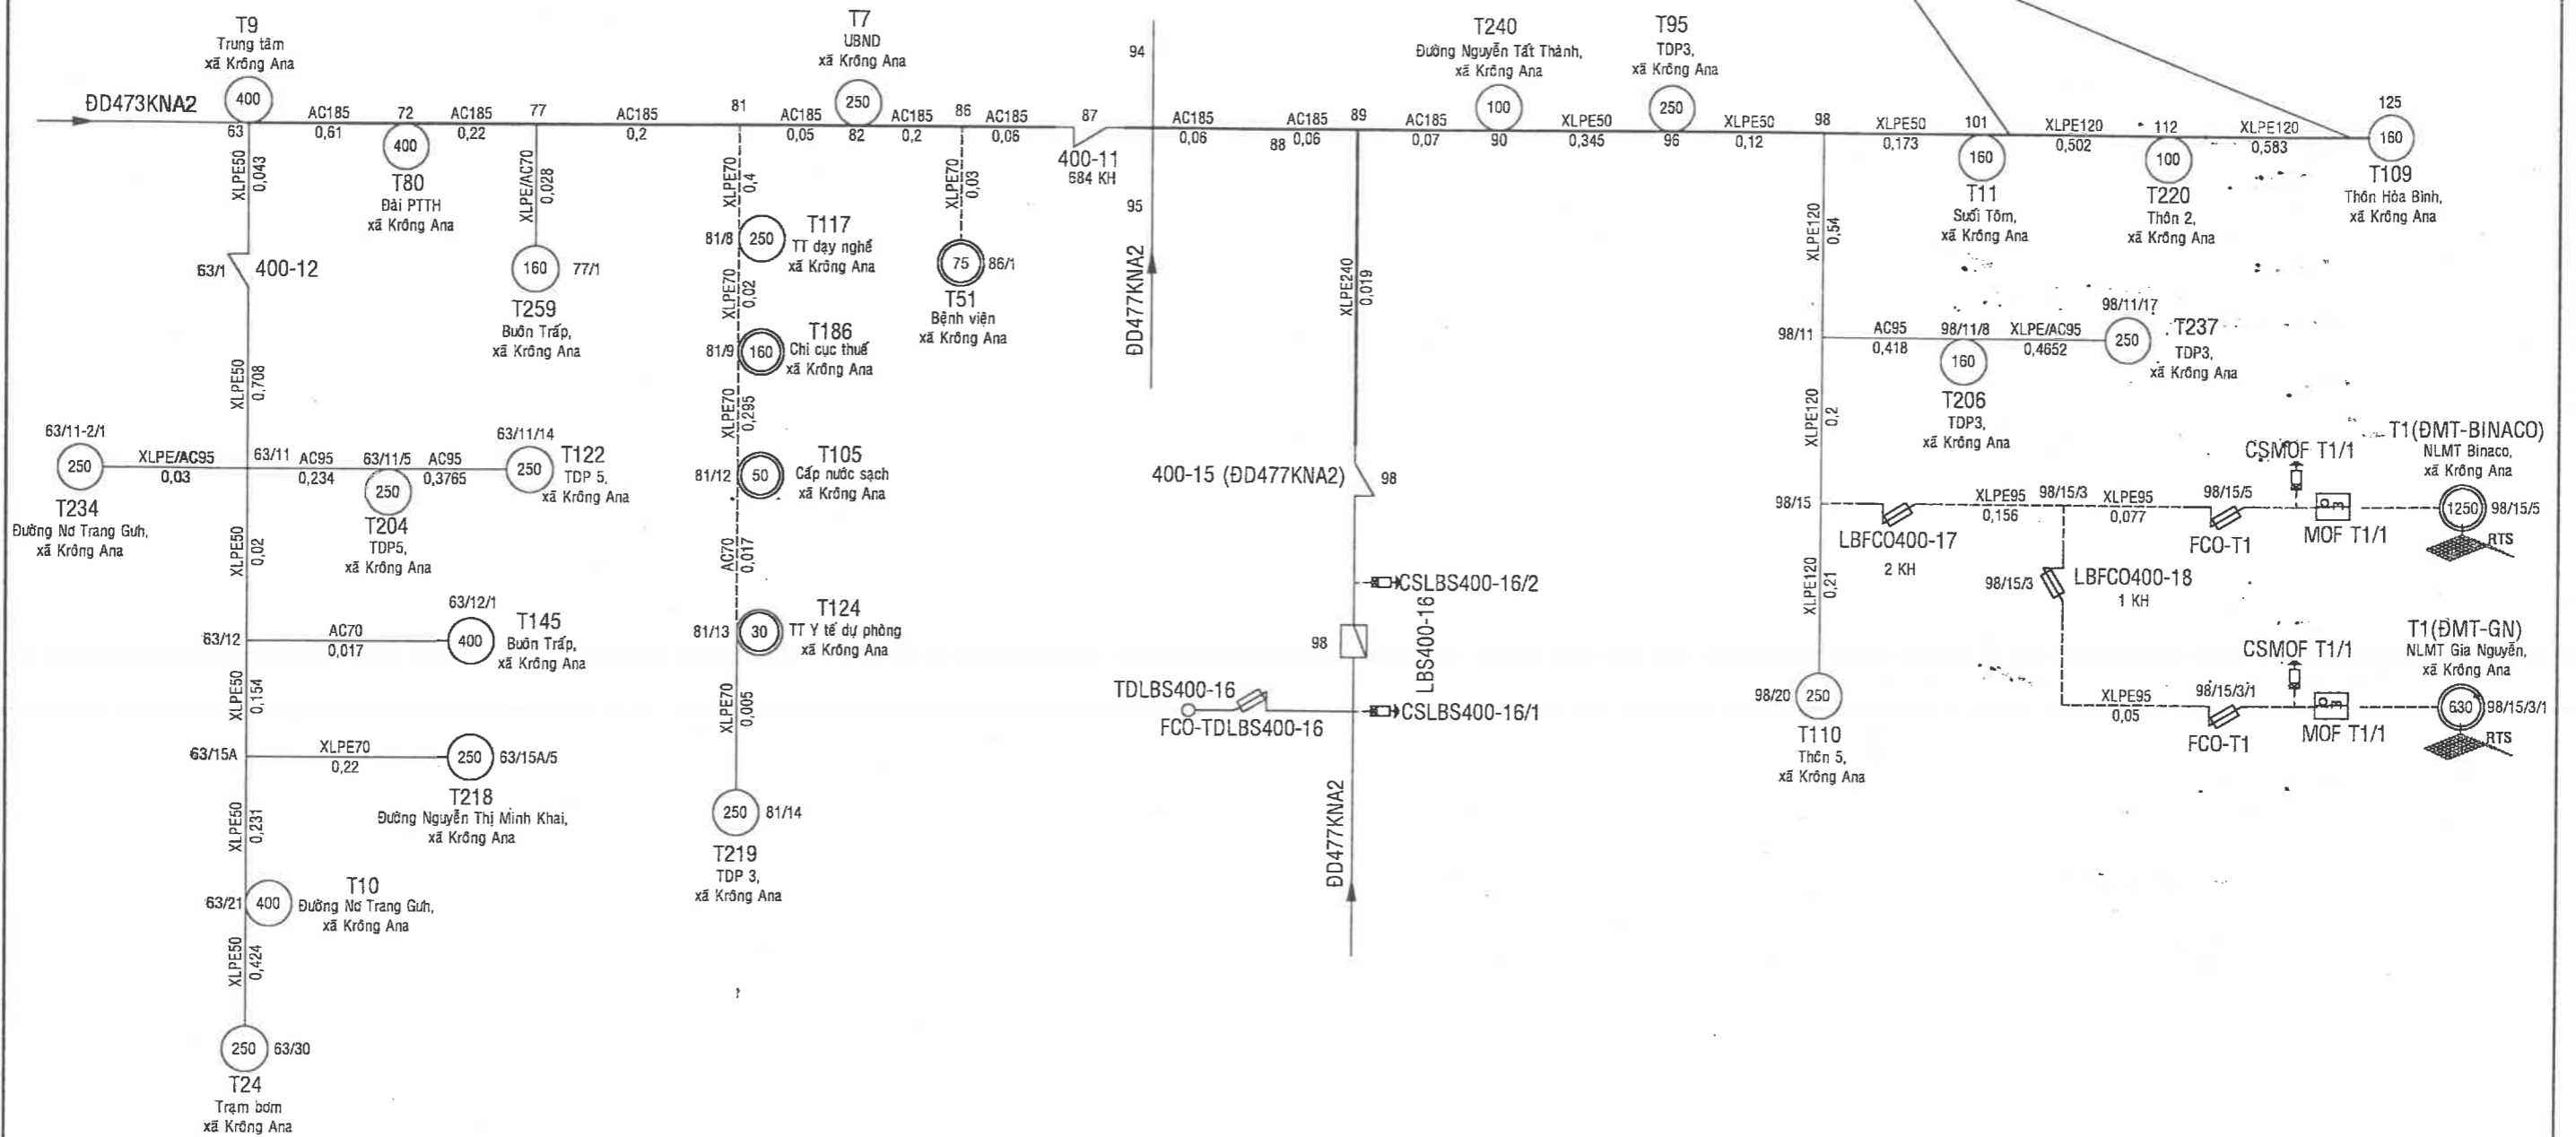 T9
Trung tâm
xã Krông Ana
400
ĐD473KNA2
63
AC185
0,61
72
400
T80
Đài PTTH
xã Krông Ana
AC185
0,22
77
XLPE/AC70
0,028
160
77/1
T259
Buôn Trấp,
xã Krông Ana
AC185
0,2
81
AC185
0,05
T7
UBND
xã Krông Ana
250
82
AC185
0,2
86
XLPE70
0,03
75
86/1
T51
Bệnh viện
xã Krông Ana
AC185
0,06
87
400-11
684 KH
94
95
ĐD477KNA2
AC185
0,06
88
AC185
0,06
89
AC185
0,07
T240
Đường Nguyễn Tất Thành,
xã Krông Ana
100
90
XLPE50
0,345
T95
TDP3,
xã Krông Ana
250
96
XLPE50
0,12
98
XLPE50
0,173
101
160
T11
Suối Tôm,
xã Krông Ana
XLPE120
0,502
112
100
T220
Thôn 2,
xã Krông Ana
XLPE120
0,583
125
160
T109
Thôn Hòa Bình,
xã Krông Ana
XLPE50
0,043
63/1
400-12
XLPE50
0,708
63/11-2/1
250
T234
Đường Nơ Trang Gưh,
xã Krông Ana
XLPE/AC95
0,03
63/11
AC95
0,234
63/11/5
250
T204
TDP5,
xã Krông Ana
AC95
0,3765
63/11/14
250
T122
TDP 5,
xã Krông Ana
XLPE50
0,02
63/12
AC70
0,017
63/12/1
400
T145
Buôn Trấp,
xã Krông Ana
XLPE50
0,154
63/15A
XLPE70
0,22
250
63/15A/5
T218
Đường Nguyễn Thị Minh Khai,
xã Krông Ana
XLPE50
0,231
63/21
400
T10
Đường Nơ Trang Gưh,
xã Krông Ana
XLPE50
0,424
250
63/30
T24
Trạm bơm
xã Krông Ana
XLPE70
0,4
81/8
250
T117
TT dạy nghề
xã Krông Ana
XLPE70
0,02
81/9
160
T186
Chi cục thuế
xã Krông Ana
XLPE70
0,295
81/12
50
T105
Cấp nước sạch
xã Krông Ana
AC70
0,017
81/13
30
T124
TT Y tế dự phòng
xã Krông Ana
XLPE70
0,005
250
81/14
T219
TDP 3,
xã Krông Ana
XLPE240
0,019
400-15 (ĐD477KNA2)
98
CSLBS400-16/2
98
LBS400-16
TDLBS400-16
FCO-TDLBS400-16
CSLBS400-16/1
ĐD477KNA2
XLPE120
0,54
98/11
AC95
0,418
98/11/8
160
T206
TDP3,
xã Krông Ana
XLPE/AC95
0,4652
98/11/17
250
T237
TDP3,
xã Krông Ana
XLPE120
0,2
98/15
LBFCO400-17
2 KH
XLPE95
0,156
98/15/3
XLPE95
0,077
98/15/5
FCO-T1
CSMOF T1/1
MOF T1/1
T1(ĐMT-BINACO)
NLMT Binaco,
xã Krông Ana
1250
98/15/5
RTS
98/15/3
LBFCO400-18
1 KH
XLPE95
0,05
98/15/3/1
FCO-T1
CSMOF T1/1
MOF T1/1
T1(ĐMT-GN)
NLMT Gia Nguyễn,
xã Krông Ana
630
98/15/3/1
RTS
XLPE120
0,21
98/20
250
T110
Thôn 5,
xã Krông Ana